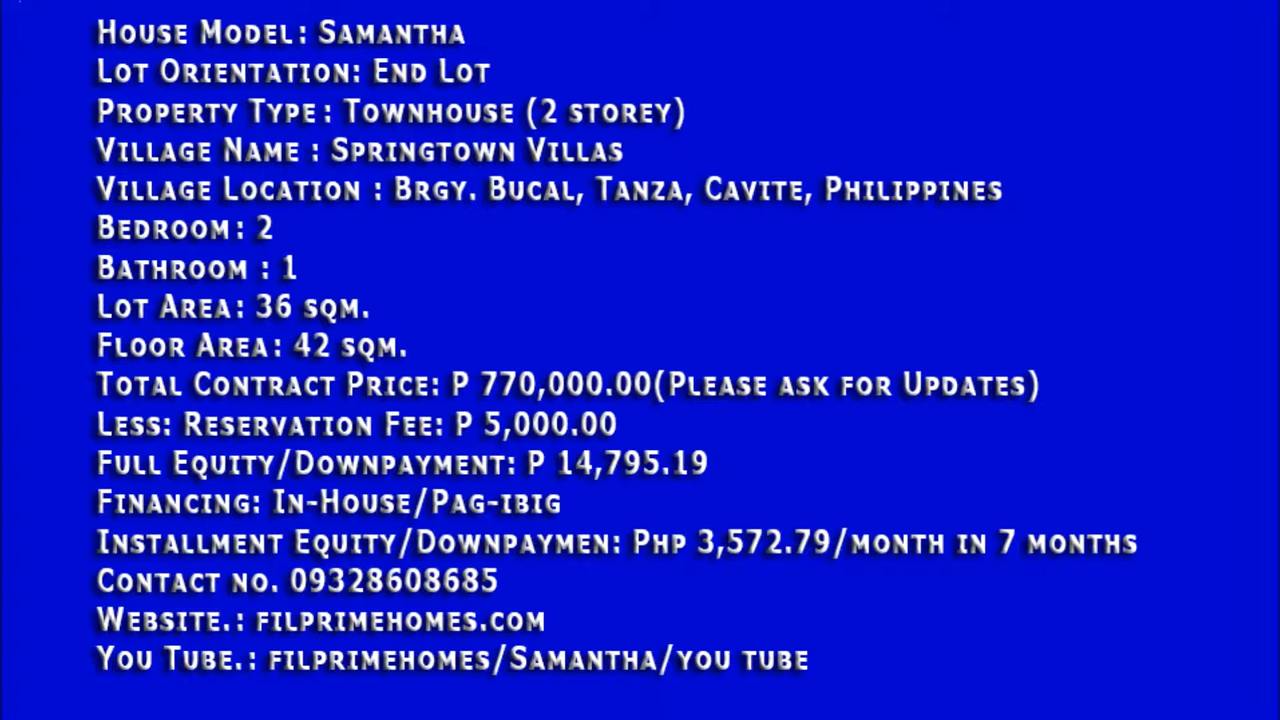 House Model: Samantha
Lot Orientation: End Lot
Property Type: Townhouse (2 storey)
Village Name : Springtown Villas
Village Location : Brgy. Bucal, Tanza, Cavite, Philippines
Bedroom: 2
Bathroom : 1
Lot Area: 36 sqm.
Floor Area: 42 sqm.
Total Contract Price: P 770,000.00(Please ask for Updates)
Less: Reservation Fee: P 5,000.00
Full Equity/Downpayment: P 14,795.19
Financing: In-House/Pag-ibig
Installment Equity/Downpaymen: Php 3,572.79/month in 7 months
Contact no. 09328608685
Website.: filprimehomes.com
You Tube.: filprimehomes/Samantha/you tube